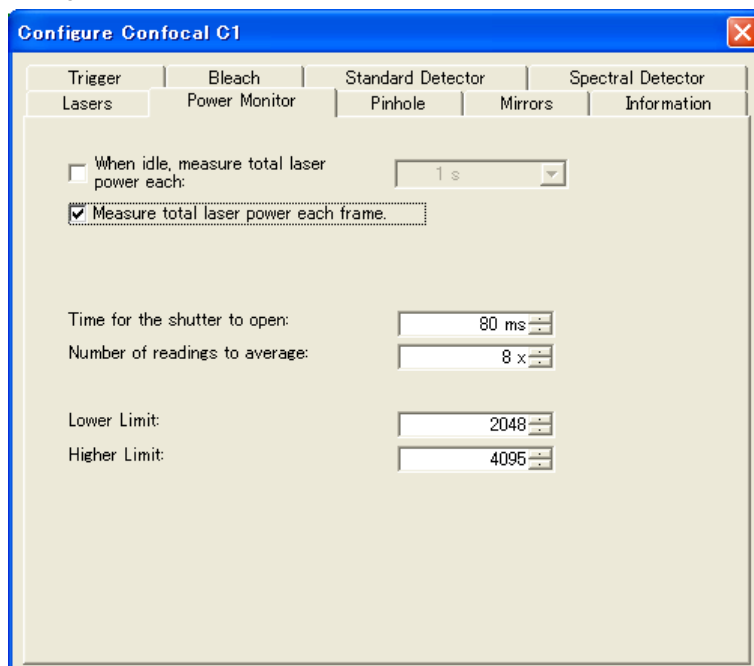 Configure Confocal C1
Trigger Bleach Standard Detector Spectral Detector
Lasers Power Monitor Pinhole Mirrors Information
When idle, measure total laser
power each:
1 s
Measure total laser power each frame.
Time for the shutter to open: 80 ms
Number of readings to average: 8 x
Lower Limit: 2048
Higher Limit: 4095